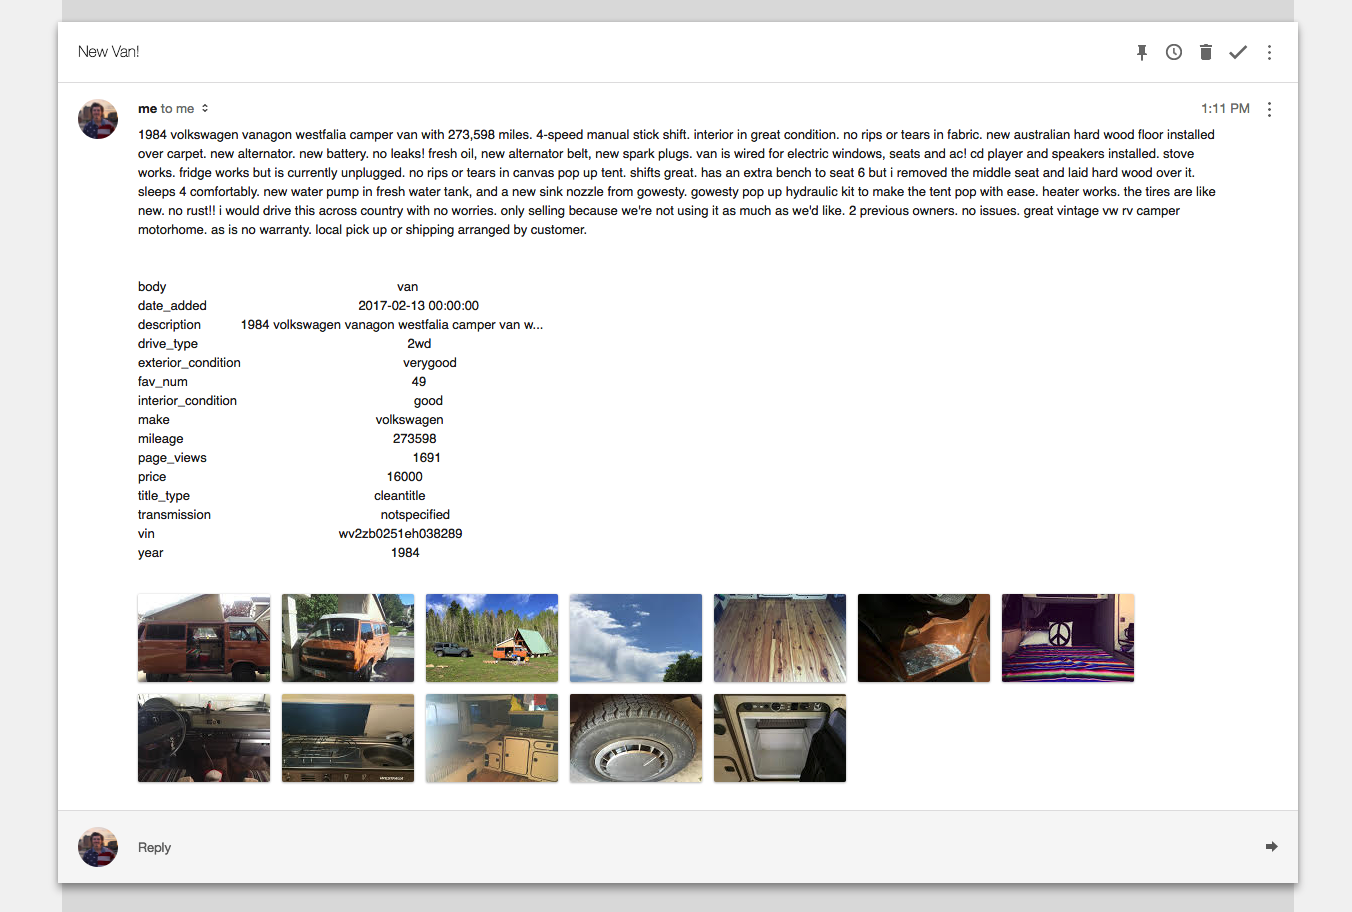 New Van!
me to me
1:11 PM
1984 volkswagen vanagon westfalia camper van with 273,598 miles. 4-speed manual stick shift. interior in great condition. no rips or tears in fabric. new australian hard wood floor installed
over carpet. new alternator. new battery. no leaks! fresh oil, new alternator belt, new spark plugs. van is wired for electric windows, seats and ac! cd player and speakers installed. stove
works. fridge works but is currently unplugged. no rips or tears in canvas pop up tent. shifts great. has an extra bench to seat 6 but i removed the middle seat and laid hard wood over it.
sleeps 4 comfortably. new water pump in fresh water tank, and a new sink nozzle from gowesty. gowesty pop up hydraulic kit to make the tent pop with ease. heater works. the tires are like
new. no rust!! i would drive this across country with no worries. only selling because we're not using it as much as we'd like. 2 previous owners. no issues. great vintage vw rv camper
motorhome. as is no warranty. local pick up or shipping arranged by customer.
body van
date_added 2017-02-13 00:00:00
description 1984 volkswagen vanagon westfalia camper van w...
drive_type 2wd
exterior_condition verygood
fav_num 49
interior_condition good
make volkswagen
mileage 273598
page_views 1691
price 16000
title_type cleantitle
transmission notspecified
vin wv2zb0251eh038289
year 1984
Reply